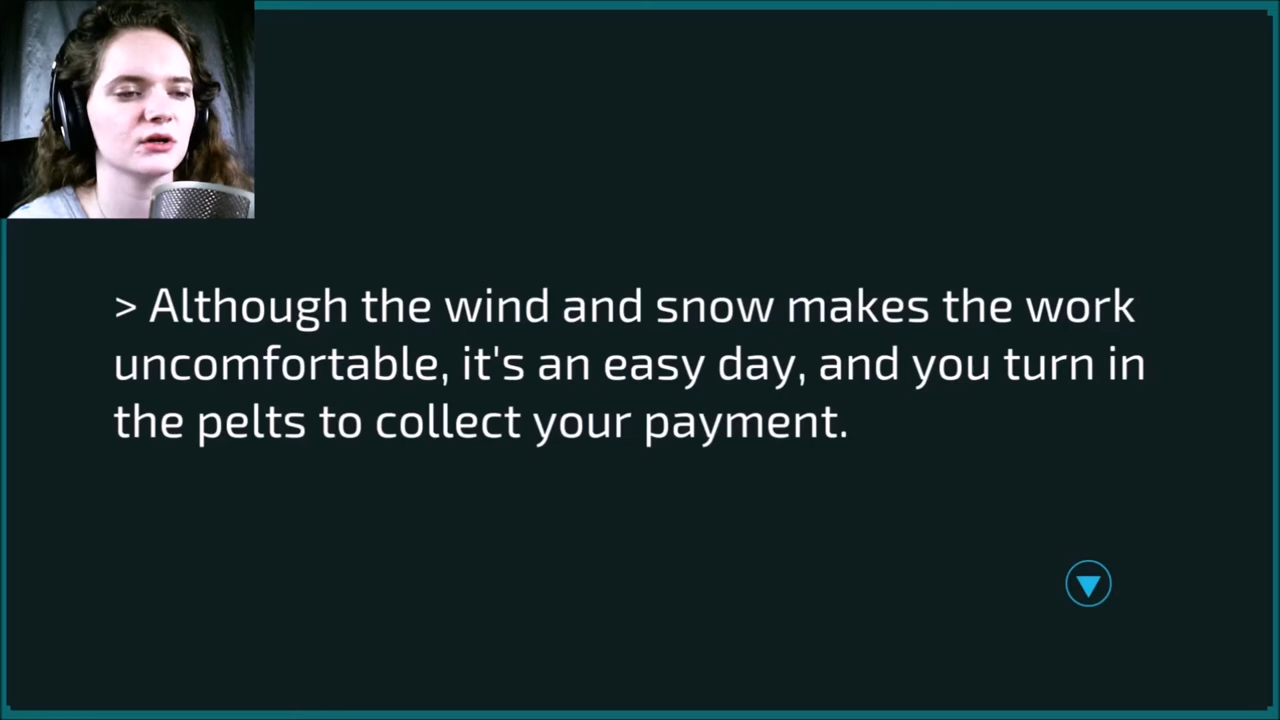 > Although the wind and snow makes the work
uncomfortable, it's an easy day, and you turn in
the pelts to collect your payment.